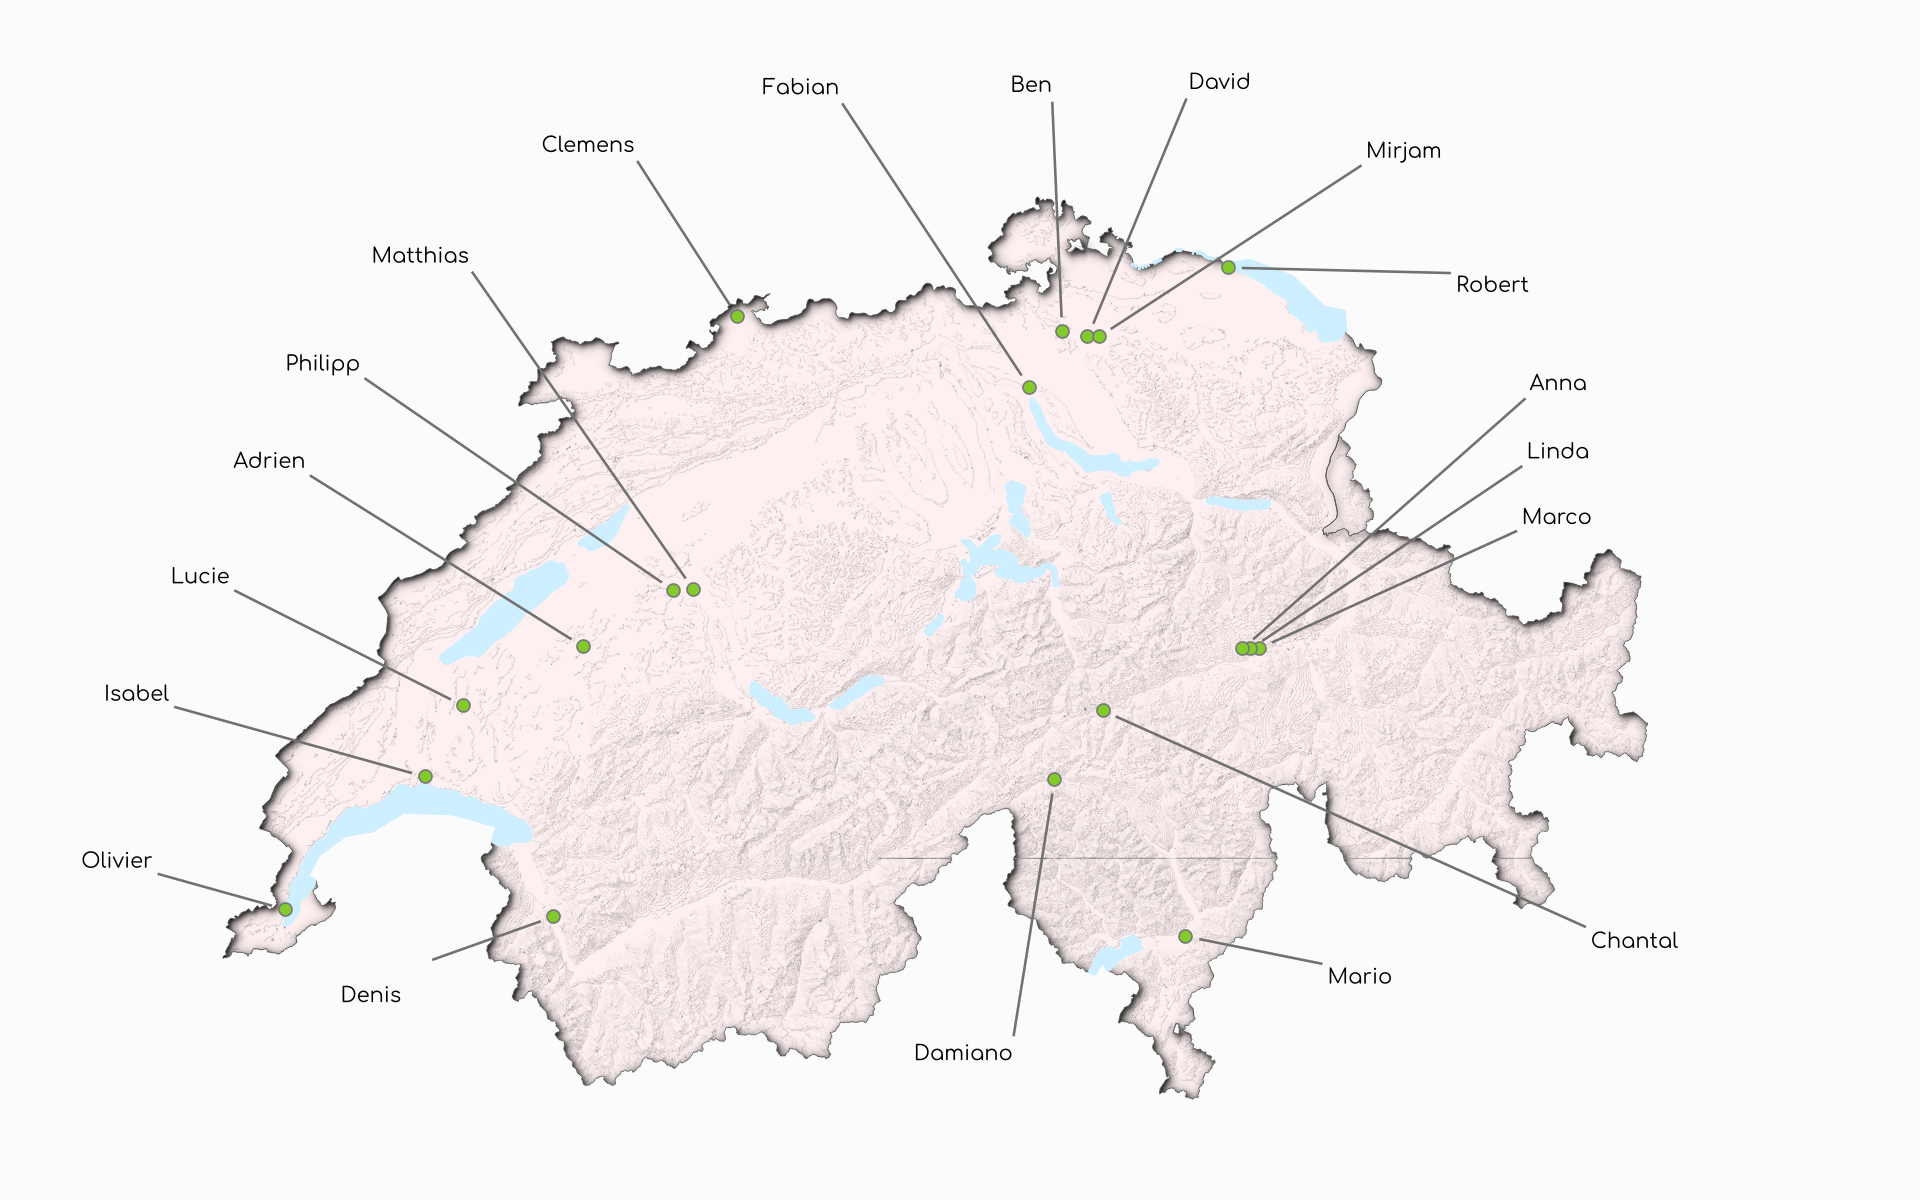 David
Ben
Fabian
Clemens
Mirjam
Matthias
Robert
Philipp
Anna
Linda
Adrien
Marco
Lucie
Isabel
Olivier
Chantal
Mario
Denis
Damiano